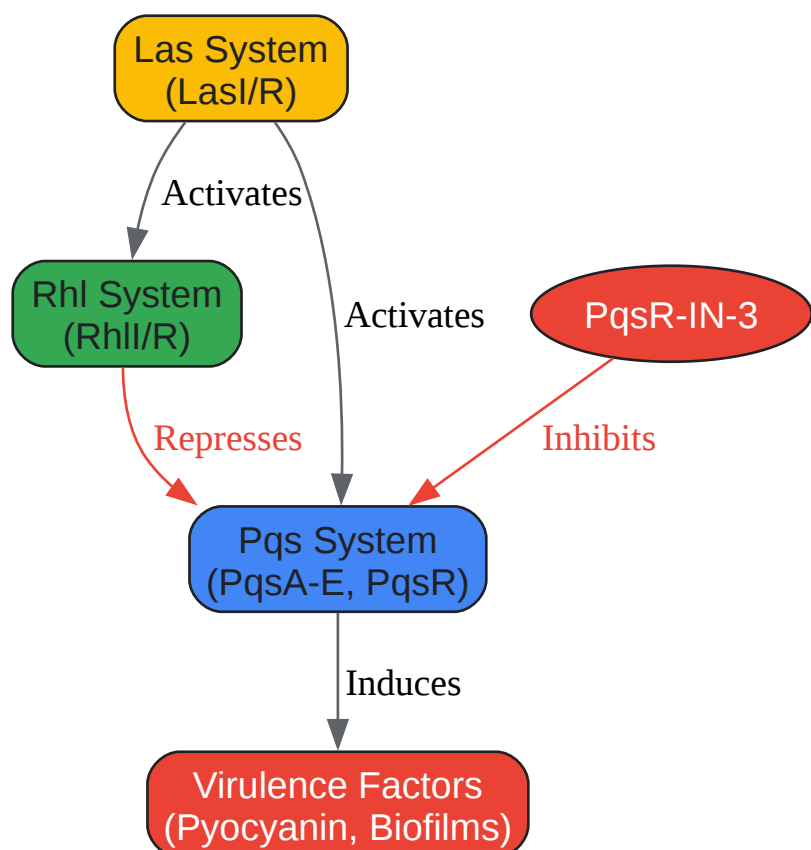 Las System
(LasI/R)
Activates
Rhl System
(RhlI/R)
Activates
PqsR-IN-3
Represses
Inhibits
Pqs System
(PqsA-E, PqsR)
Induces
Virulence Factors
(Pyocyanin, Biofilms)